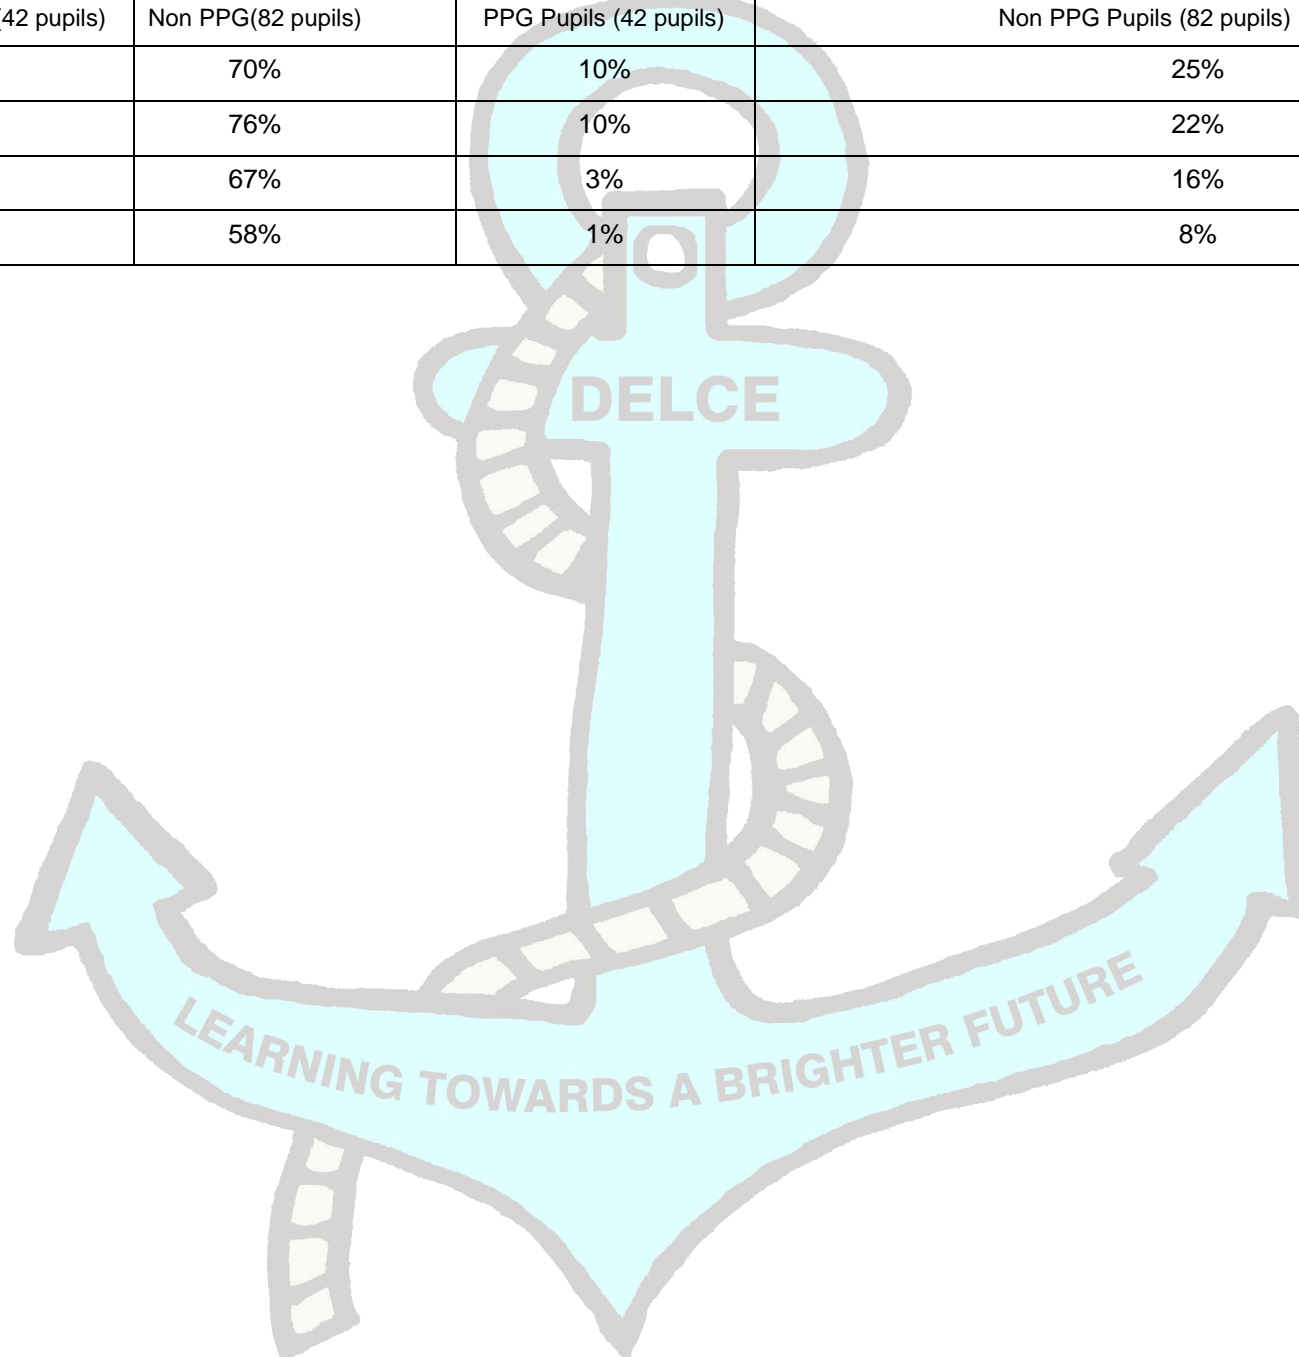 42 pupils) Non PPG(82 pupils) PPG Pupils (42 pupils) Non PPG Pupils (82 pupils)
70% 10% 25%
76% 10% 22%
67% 3% 16%
58% 1% 8%
DELCE
LEARNING TOWARDS A BRIGHTER FUTURE